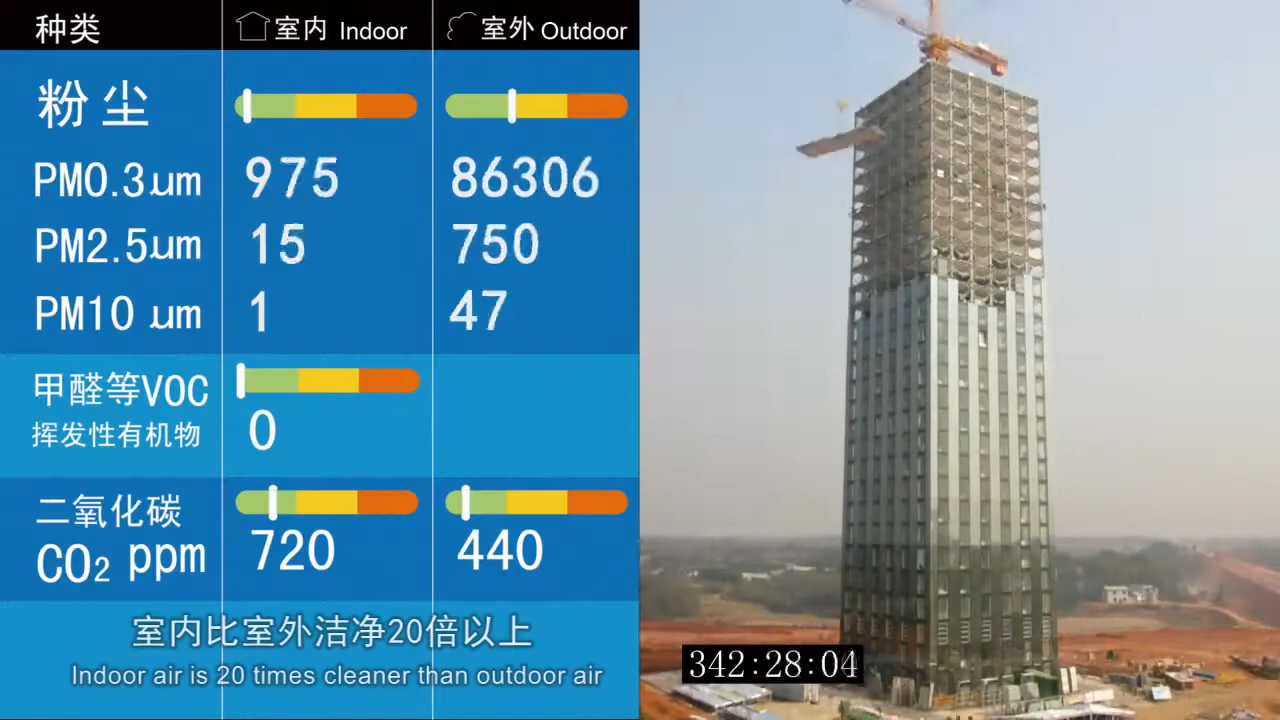 种类 室内 Indoor 室外 Outdoor
粉尘
PM0.3μm 975 86306
PM2.5μm 15 750
PM10 μm 1 47
甲醛等VOC
挥发性有机物 0
二氧化碳
CO₂ ppm 720 440
室内比室外洁净20倍以上
Indoor air is 20 times cleaner than outdoor air
342:28:04